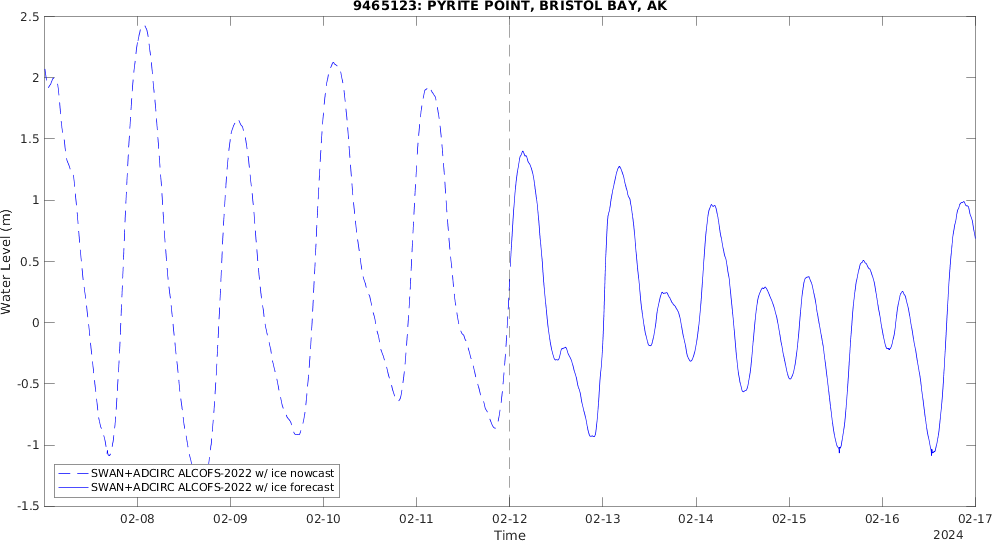 9465123: PYRITE POINT, BRISTOL BAY, AK
Water Level (m)
2.5
2
1.5
1
0.5
0
-0.5
-1
-1.5
SWAN+ADCIRC ALCOFS-2022 w/ ice nowcast
SWAN+ADCIRC ALCOFS-2022 w/ ice forecast
02-08 02-09 02-10 02-11 02-12 02-13 02-14 02-15 02-16 02-17
Time
2024